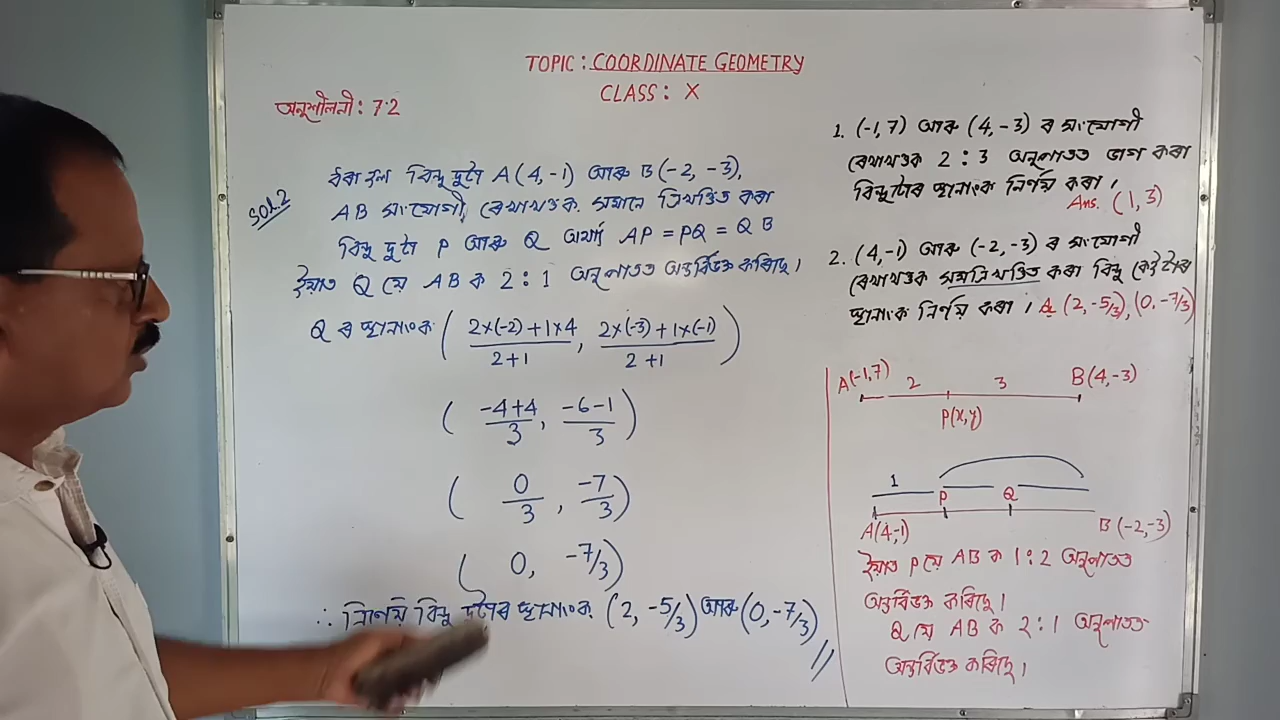 TOPIC: COORDINATE GEOMETRY
CLASS: X
অনুশীলনী: 7.2
SOL.2
ধৰা হল বিন্দু দুটা A(4,-1) আৰু B(-2, -3),
AB সংযোগী ৰেখাখণ্ডক সমানে ত্ৰিখণ্ডিত কৰা
বিন্দু দুটা P আৰু Q অৰ্থাৎ AP = PQ = QB
ইয়াত Q য়ে AB ক 2:1 অনুপাতত অন্তৰ্বিভক্ত কৰিছে।
Q ৰ স্থানাংক ( 2×(-2)+1×4 / 2+1 , 2×(-3)+1×(-1) / 2+1 )
( -4+4 / 3 , -6-1 / 3 )
( 0/3 , -7/3 )
( 0, -7/3 )
∴ বিন্দু দুটাৰ স্থানাংক (2, -5/3) আৰু (0, -7/3) //
1. (-1,7) আৰু (4,-3) ৰ সংযোগী
ৰেখাখণ্ডক 2:3 অনুপাতত ভাগ কৰা
বিন্দুটোৰ স্থানাংক নিৰ্ণয় কৰা।
Ans. (1,3)
2. (4,-1) আৰু (-2,-3) ৰ সংযোগী
ৰেখাখণ্ডক সমত্ৰিখণ্ডিত কৰা বিন্দু কেইটাৰ
স্থানাংক নিৰ্ণয় কৰা। A (2, -5/3), (0, -7/3)
A(-1,7) 2 3 B(4,-3)
P(x,y)
1 P Q
A(4,-1) B(-2,-3)
ইয়াত P য়ে AB ক 1:2 অনুপাতত
অন্তৰ্বিভক্ত কৰিছে।
Q য়ে AB ক 2:1 অনুপাতত
অন্তৰ্বিভক্ত কৰিছে।